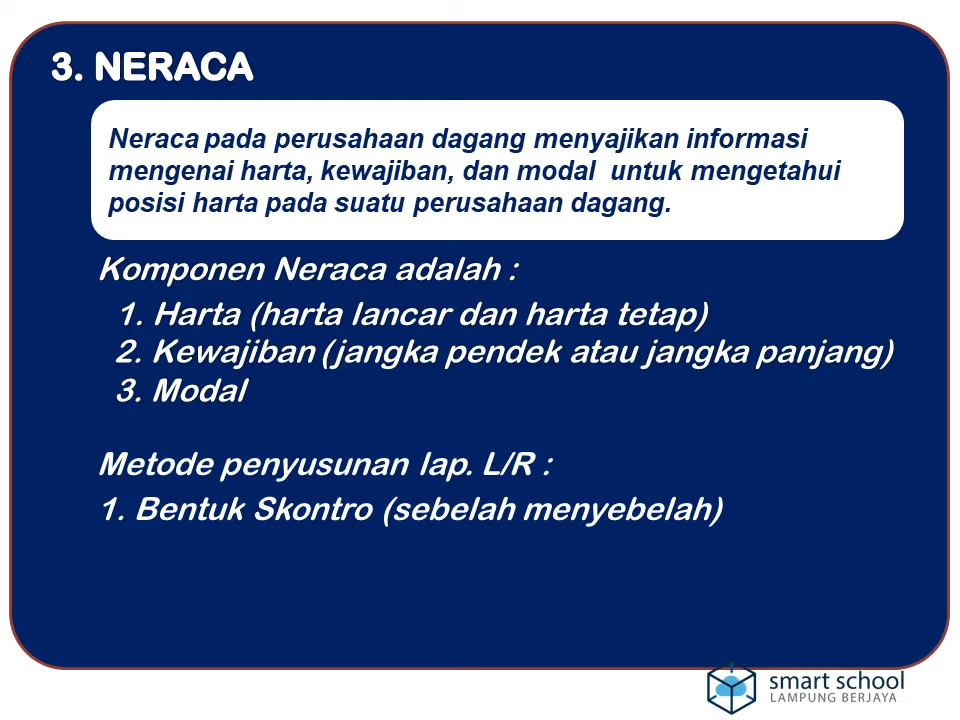 3. NERACA
Neraca pada perusahaan dagang menyajikan informasi
mengenai harta, kewajiban, dan modal untuk mengetahui
posisi harta pada suatu perusahaan dagang.
Komponen Neraca adalah :
1. Harta (harta lancar dan harta tetap)
2. Kewajiban (jangka pendek atau jangka panjang)
3. Modal
Metode penyusunan lap. L/R :
1. Bentuk Skontro (sebelah menyebelah)
smart school
LAMPUNG BERJAYA